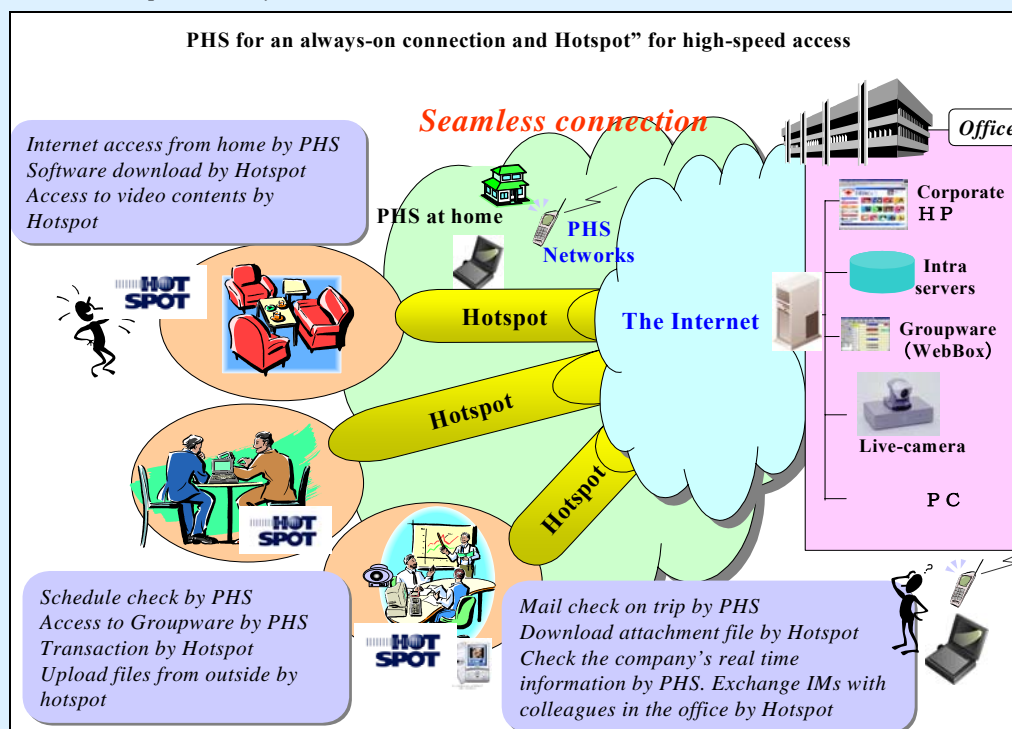 PHS for an always-on connection and Hotspot” for high-speed access
Seamless connection
Office
Internet access from home by PHS
Software download by Hotspot
Access to video contents by
Hotspot
PHS at home
PHS
Networks
HOT
SPOT
Hotspot
The Internet
Corporate
ＨＰ
Intra
servers
Groupware
（WebBox）
Live-camera
ＰＣ
Hotspot
Hotspot
HOT
SPOT
HOT
SPOT
Schedule check by PHS
Access to Groupware by PHS
Transaction by Hotspot
Upload files from outside by
hotspot
?
Mail check on trip by PHS
Download attachment file by Hotspot
Check the company’s real time
information by PHS. Exchange IMs with
colleagues in the office by Hotspot